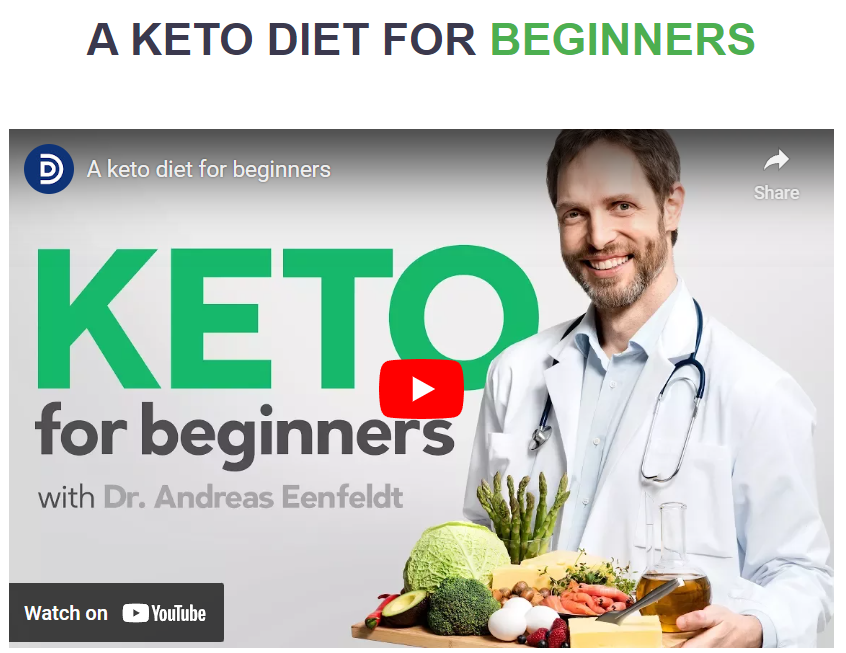 A KETO DIET FOR BEGINNERS
D
A keto diet for beginners
Share
KETO
for beginners
with Dr. Andreas Eenfeldt
Watch on YouTube